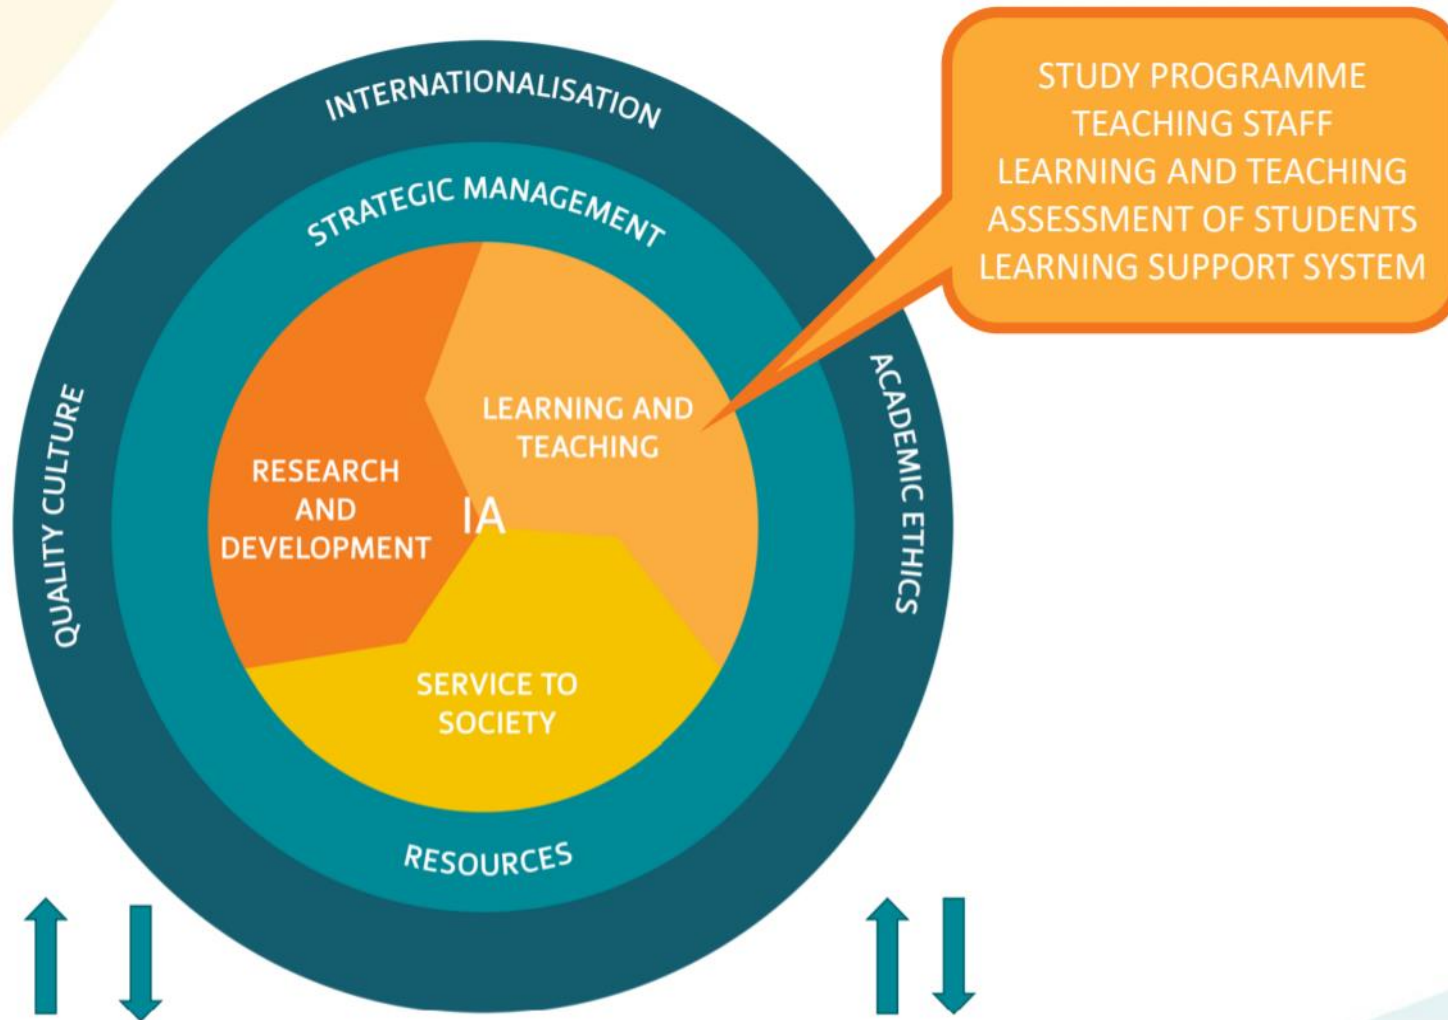 INTERNATIONALISATION
STRATEGIC MANAGEMENT
QUALITY CULTURE
ACADEMIC ETHICS
LEARNING AND
TEACHING
RESEARCH
AND
DEVELOPMENT
IA
SERVICE TO
SOCIETY
RESOURCES
STUDY PROGRAMME
TEACHING STAFF
LEARNING AND TEACHING
ASSESSMENT OF STUDENTS
LEARNING SUPPORT SYSTEM